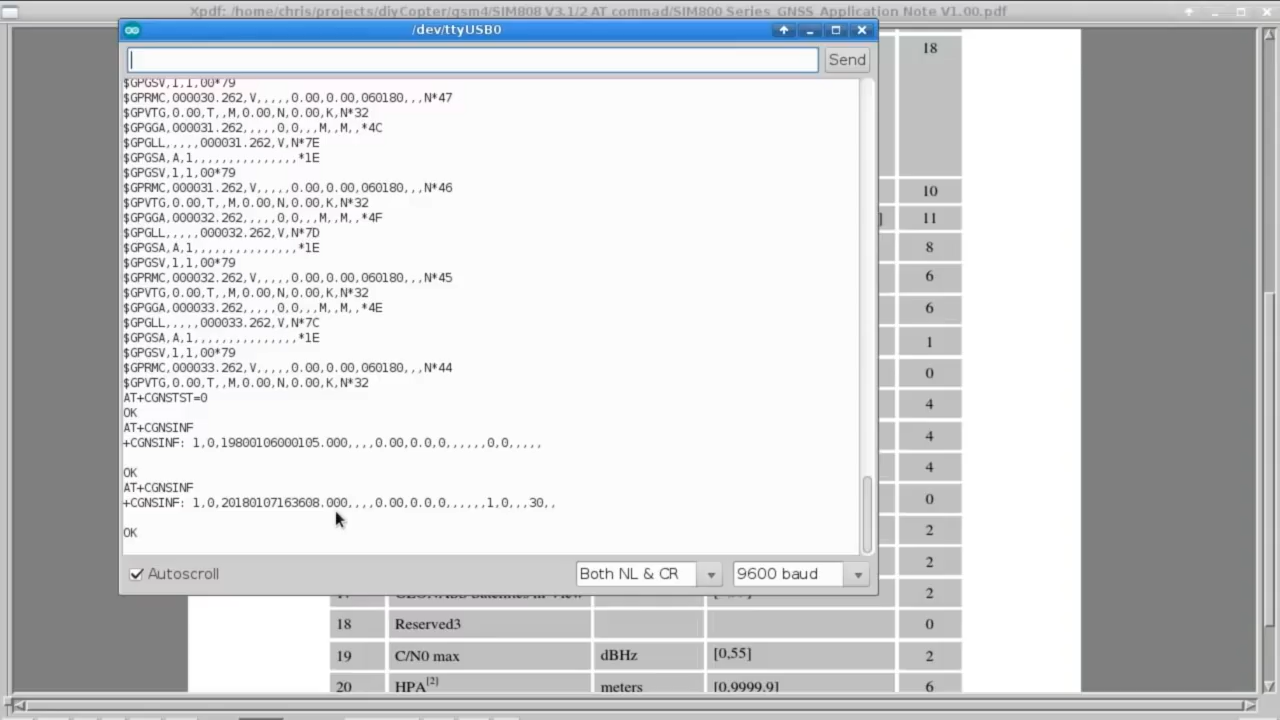 Xpdf: /home/chris/projects/diyCopter/gsm4/SIM808 V3.1/2 AT commad/SIM800 Series_GNSS_Application Note V1.00.pdf
/dev/ttyUSB0
Send
$GPGSV,1,1,00*79
$GPRMC,000030.262,V,,,,,0.00,0.00,060180,,,N*47
$GPVTG,0.00,T,,M,0.00,N,0.00,K,N*32
$GPGGA,000031.262,,,,,0,0,,,M,,M,,*4C
$GPGLL,,,,,000031.262,V,N*7E
$GPGSA,A,1,,,,,,,,,,,,,,,*1E
$GPGSV,1,1,00*79
$GPRMC,000031.262,V,,,,,0.00,0.00,060180,,,N*46
$GPVTG,0.00,T,,M,0.00,N,0.00,K,N*32
$GPGGA,000032.262,,,,,0,0,,,M,,M,,*4F
$GPGLL,,,,,000032.262,V,N*7D
$GPGSA,A,1,,,,,,,,,,,,,,,*1E
$GPGSV,1,1,00*79
$GPRMC,000032.262,V,,,,,0.00,0.00,060180,,,N*45
$GPVTG,0.00,T,,M,0.00,N,0.00,K,N*32
$GPGGA,000033.262,,,,,0,0,,,M,,M,,*4E
$GPGLL,,,,,000033.262,V,N*7C
$GPGSA,A,1,,,,,,,,,,,,,,,*1E
$GPGSV,1,1,00*79
$GPRMC,000033.262,V,,,,,0.00,0.00,060180,,,N*44
$GPVTG,0.00,T,,M,0.00,N,0.00,K,N*32
AT+CGNSTST=0
OK
AT+CGNSINF
+CGNSINF: 1,0,19800106000105.000,,,,0.00,0.0,0,,,,,,0,0,,,,,
OK
AT+CGNSINF
+CGNSINF: 1,0,20180107163608.000,,,,0.00,0.0,0,,,,,,1,0,,,30,,
OK
Autoscroll
Both NL & CR
9600 baud
18
10
] 11
8
6
6
1
0
4
4
4
0
2
2
2
18 Reserved3 0
19 C/N0 max dBHz [0,55] 2
20 HPA[2] meters [0,9999.9] 6